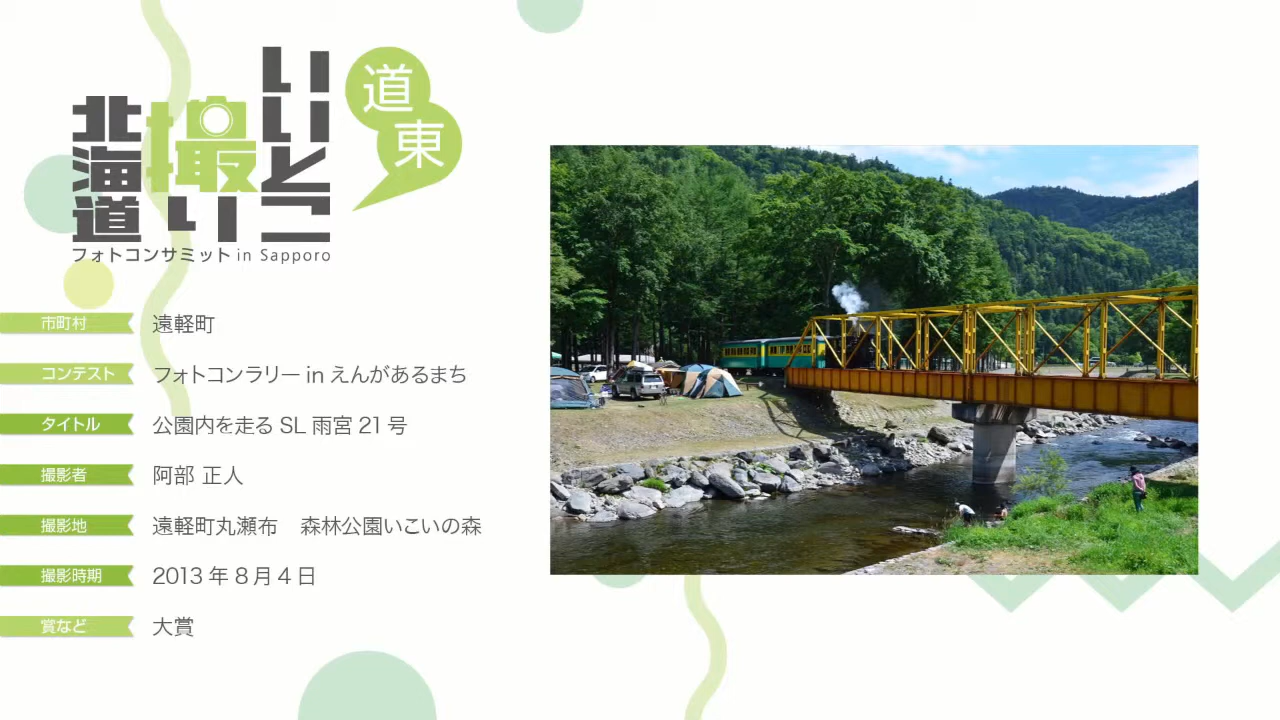 北海道
撮り
いいとこ
道東
フォトコンサミット in Sapporo
市町村 遠軽町
コンテスト フォトコンラリー in えんがあるまち
タイトル 公園内を走る SL 雨宮 21 号
撮影者 阿部 正人
撮影地 遠軽町丸瀬布　森林公園いこいの森
撮影時期 2013 年 8 月 4 日
賞など 大賞